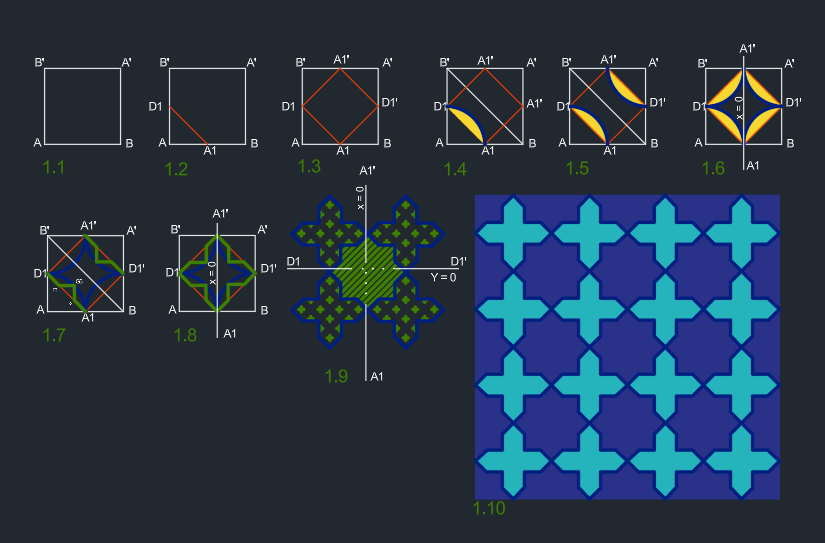 B' A'
A B
1.1
B' A'
D1
A A1 B
1.2
A1'
B' A'
D1 D1'
A A1 B
1.3
A1'
B' A'
D1 A1'
A A1 B
1.4
A1'
B' A'
D1 D1'
A A1 B
1.5
A1'
B' A'
D1 x = 0 D1'
A B
A1
1.6
A1'
B' A'
D1 D1'
A A1 B
1.7
A1'
B' A'
D1 x = 0 D1'
A B
A1
1.8
A1'
x = 0
D1 D1'
Y = 0
A1
1.9
1.10